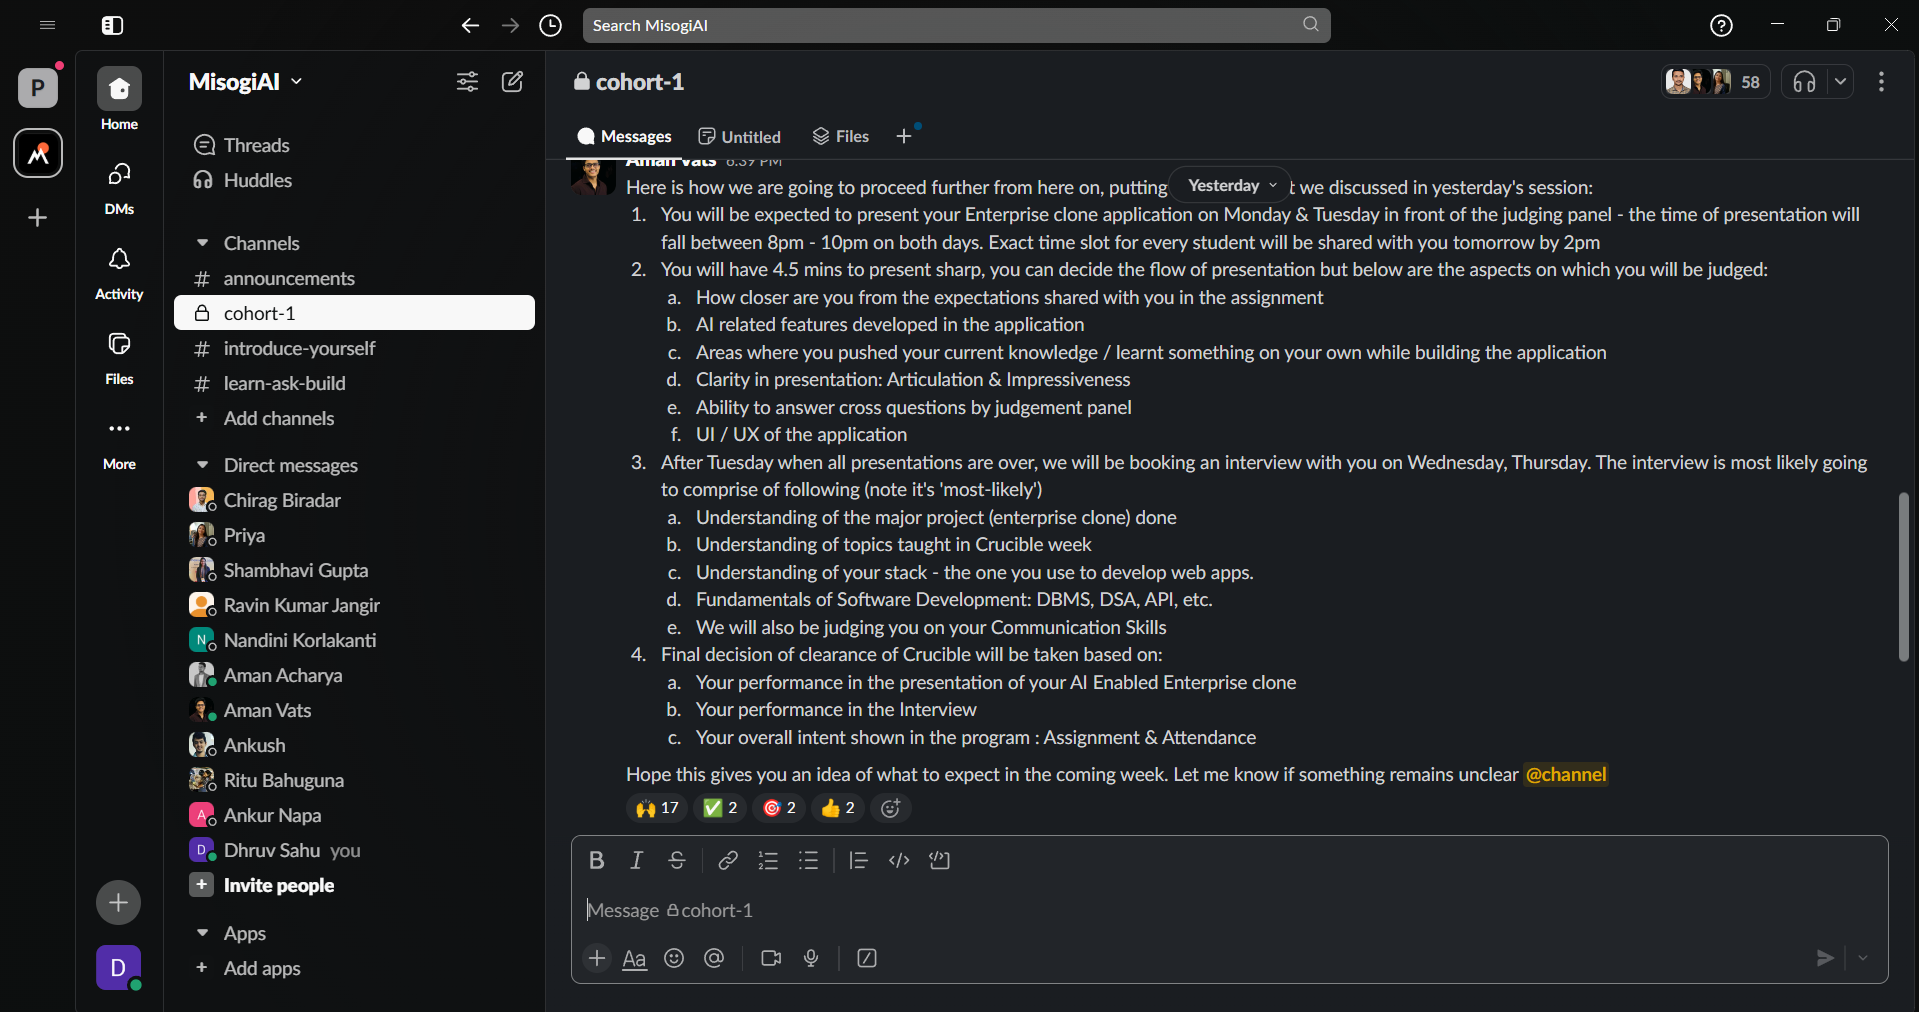 Search MisogiAI
P
Home
DMs
Activity
Files
More
D
MisogiAI
Threads
Huddles
Channels
# announcements
cohort-1
# introduce-yourself
# learn-ask-build
+ Add channels
Direct messages
Chirag Biradar
Priya
Shambhavi Gupta
Ravin Kumar Jangir
N Nandini Korlakanti
Aman Acharya
Aman Vats
Ankush
Ritu Bahuguna
A Ankur Napa
D Dhruv Sahu you
+ Invite people
Apps
+ Add apps
cohort-1
58
Messages Untitled Files +
Aman Vats 6:39 PM
Yesterday
Here is how we are going to proceed further from here on, putting t we discussed in yesterday's session:
1. You will be expected to present your Enterprise clone application on Monday & Tuesday in front of the judging panel - the time of presentation will
fall between 8pm - 10pm on both days. Exact time slot for every student will be shared with you tomorrow by 2pm
2. You will have 4.5 mins to present sharp, you can decide the flow of presentation but below are the aspects on which you will be judged:
a. How closer are you from the expectations shared with you in the assignment
b. AI related features developed in the application
c. Areas where you pushed your current knowledge / learnt something on your own while building the application
d. Clarity in presentation: Articulation & Impressiveness
e. Ability to answer cross questions by judgement panel
f. UI / UX of the application
3. After Tuesday when all presentations are over, we will be booking an interview with you on Wednesday, Thursday. The interview is most likely going
to comprise of following (note it's 'most-likely')
a. Understanding of the major project (enterprise clone) done
b. Understanding of topics taught in Crucible week
c. Understanding of your stack - the one you use to develop web apps.
d. Fundamentals of Software Development: DBMS, DSA, API, etc.
e. We will also be judging you on your Communication Skills
4. Final decision of clearance of Crucible will be taken based on:
a. Your performance in the presentation of your AI Enabled Enterprise clone
b. Your performance in the Interview
c. Your overall intent shown in the program : Assignment & Attendance
Hope this gives you an idea of what to expect in the coming week. Let me know if something remains unclear @channel
🙌 17 ✅ 2 🎯 2 👍 2
B I S
Message cohort-1
+ Aa @